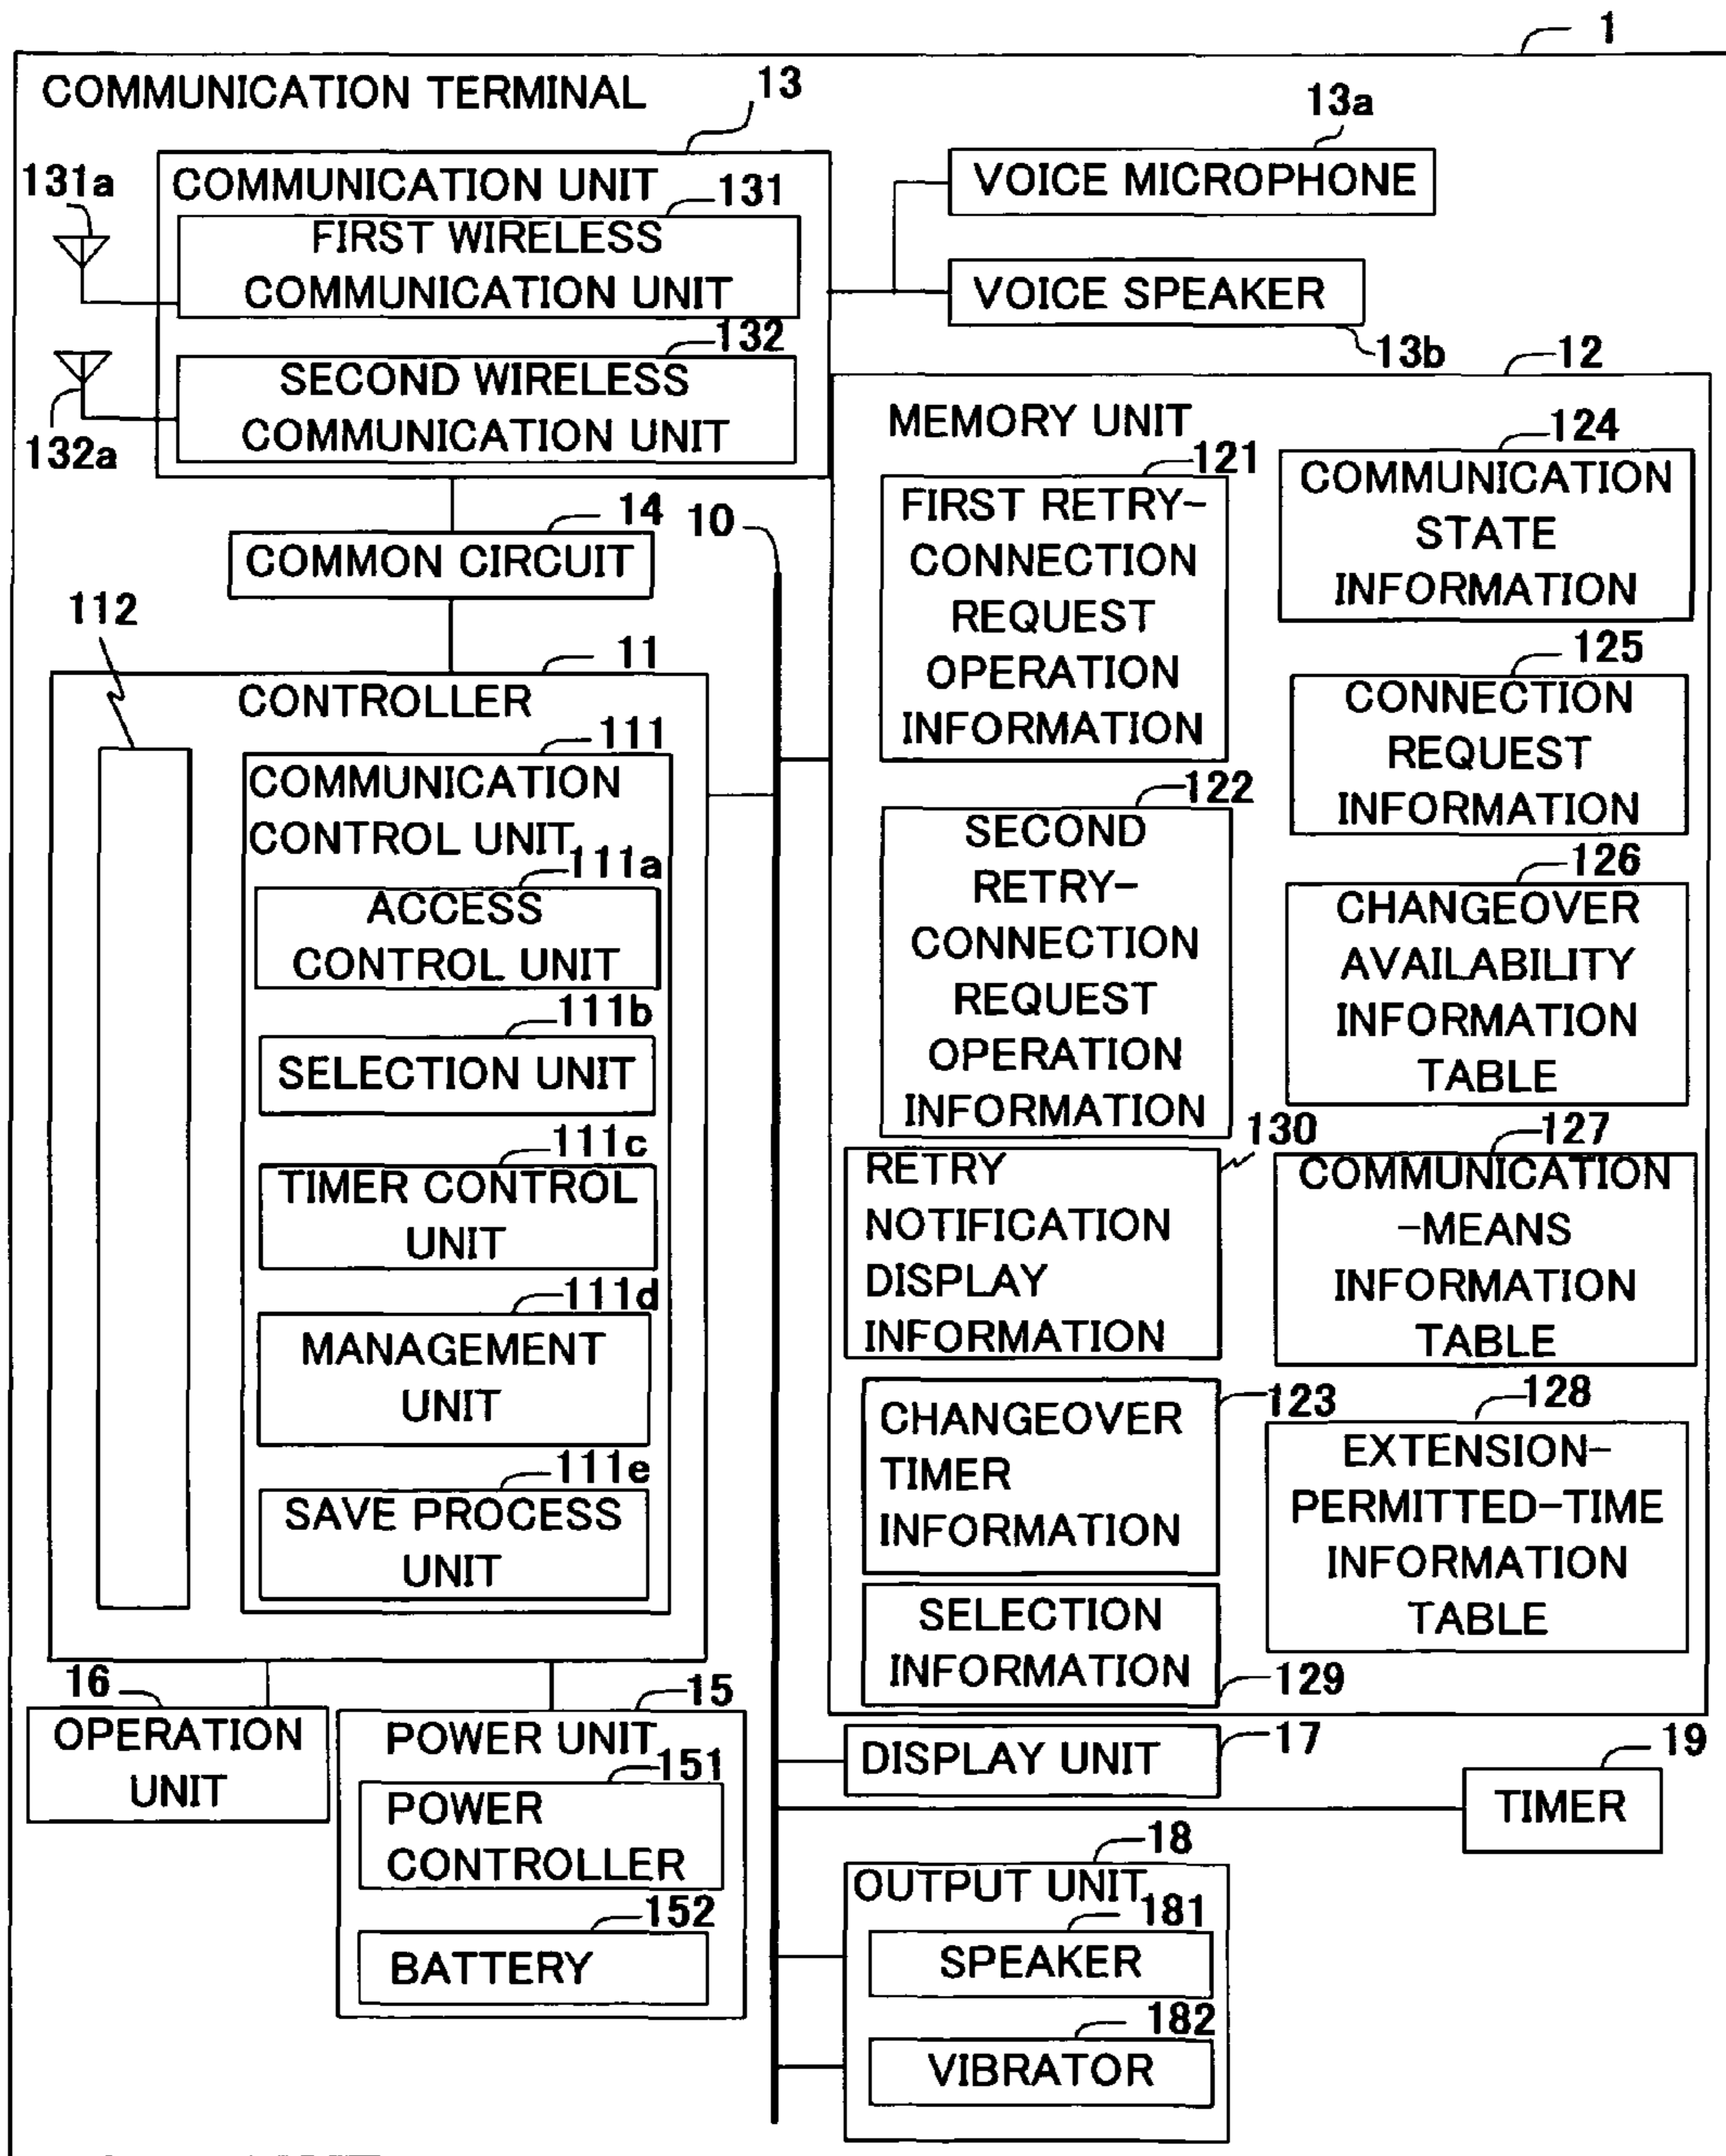 1
COMMUNICATION TERMINAL
13
13a
131a
COMMUNICATION UNIT
VOICE MICROPHONE
131
FIRST WIRELESS
COMMUNICATION UNIT
VOICE SPEAKER
13b
132
SECOND WIRELESS
COMMUNICATION UNIT
132a
12
MEMORY UNIT
121
FIRST RETRY-
CONNECTION
REQUEST
OPERATION
INFORMATION
124
COMMUNICATION
STATE
INFORMATION
14
COMMON CIRCUIT
10
112
11
CONTROLLER
125
CONNECTION
REQUEST
INFORMATION
111
COMMUNICATION
CONTROL UNIT
111a
ACCESS
CONTROL UNIT
111b
SELECTION UNIT
111c
TIMER CONTROL
UNIT
111d
MANAGEMENT
UNIT
111e
SAVE PROCESS
UNIT
122
SECOND
RETRY-
CONNECTION
REQUEST
OPERATION
INFORMATION
126
CHANGEOVER
AVAILABILITY
INFORMATION
TABLE
130
RETRY
NOTIFICATION
DISPLAY
INFORMATION
127
COMMUNICATION
-MEANS
INFORMATION
TABLE
123
CHANGEOVER
TIMER
INFORMATION
128
EXTENSION-
PERMITTED-TIME
INFORMATION
TABLE
SELECTION
INFORMATION
129
16
OPERATION
UNIT
15
POWER UNIT
151
POWER
CONTROLLER
152
BATTERY
DISPLAY UNIT
17
19
TIMER
18
OUTPUT UNIT
181
SPEAKER
182
VIBRATOR